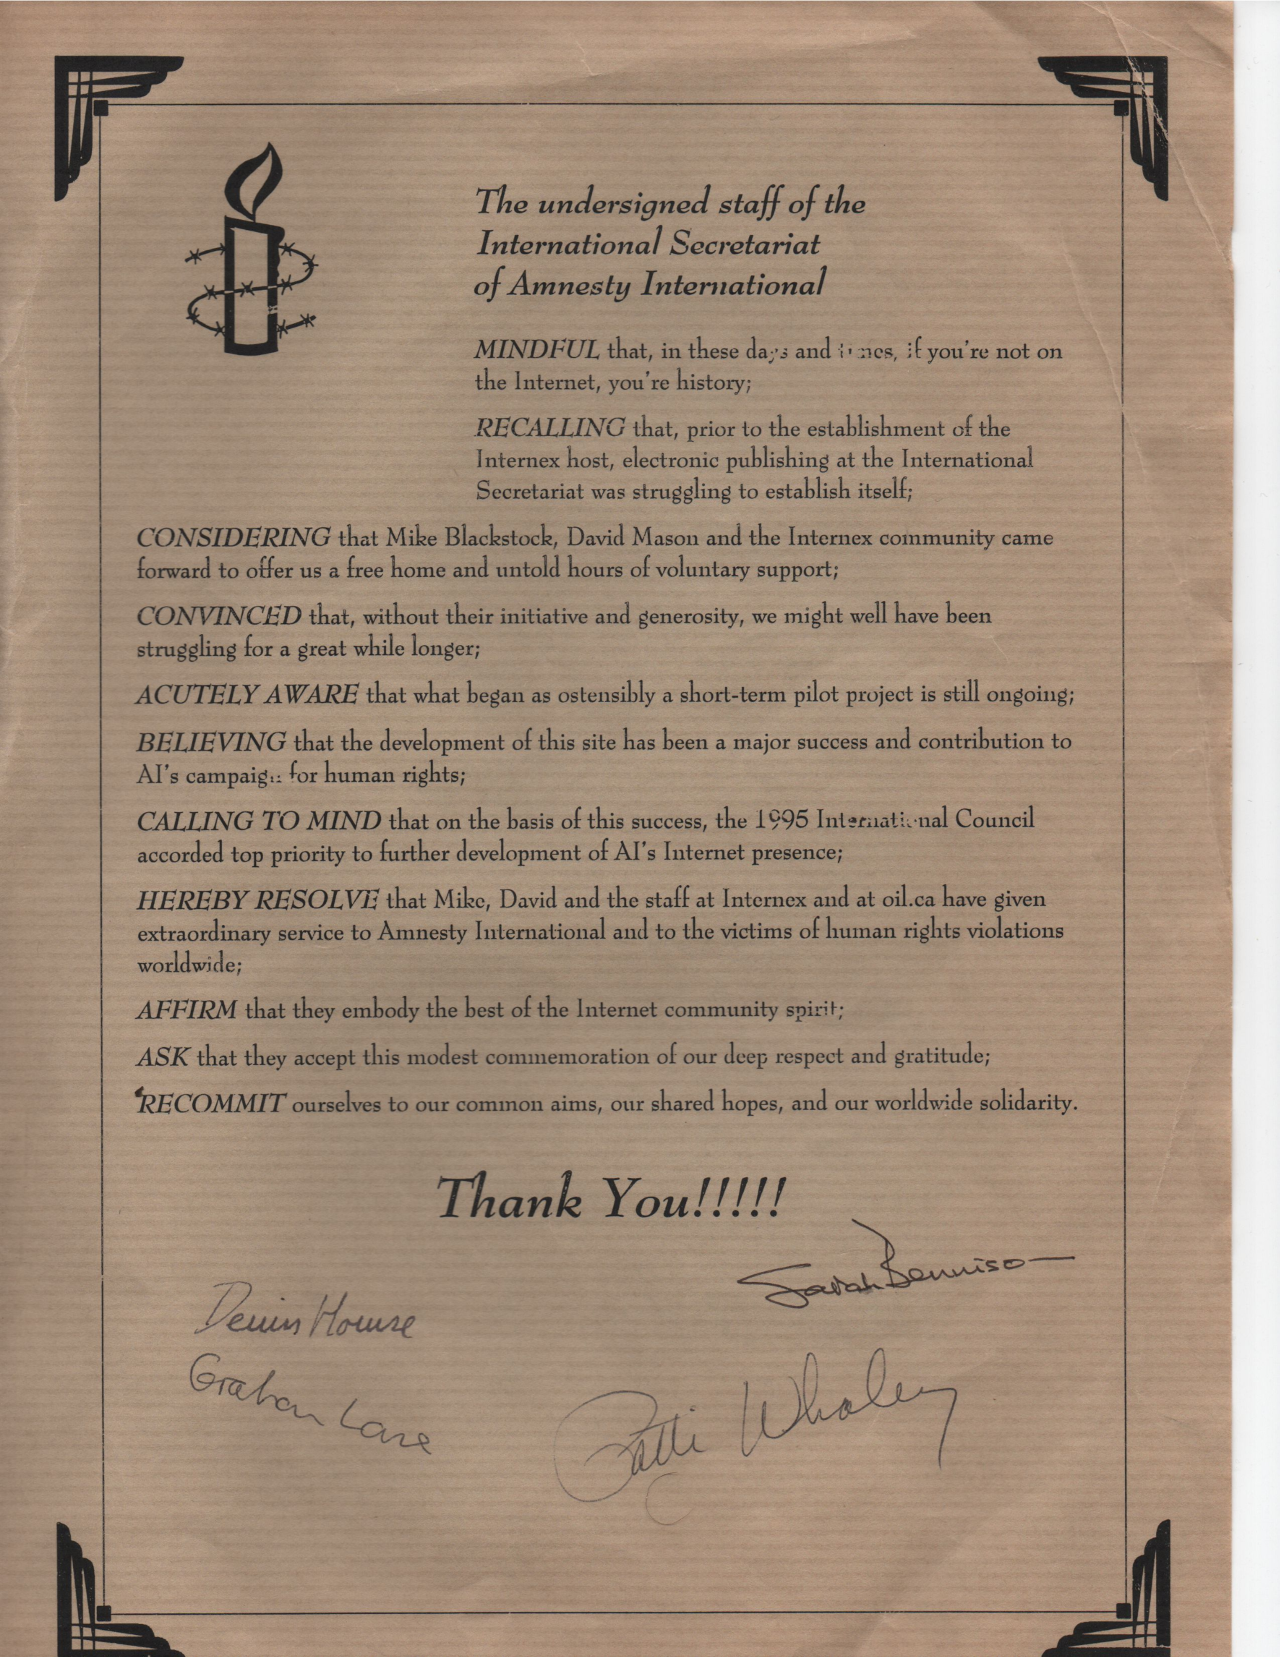 The undersigned staff of the
International Secretariat
of Amnesty International
MINDFUL that, in these days and times, if you're not on
the Internet, you're history;
RECALLING that, prior to the establishment of the
Internex host, electronic publishing at the International
Secretariat was struggling to establish itself;
CONSIDERING that Mike Blackstock, David Mason and the Internex community came
forward to offer us a free home and untold hours of voluntary support;
CONVINCED that, without their initiative and generosity, we might well have been
struggling for a great while longer;
ACUTELY AWARE that what began as ostensibly a short-term pilot project is still ongoing;
BELIEVING that the development of this site has been a major success and contribution to
AI's campaign for human rights;
CALLING TO MIND that on the basis of this success, the 1995 International Council
accorded top priority to further development of AI's Internet presence;
HEREBY RESOLVE that Mike, David and the staff at Internex and at oil.ca have given
extraordinary service to Amnesty International and to the victims of human rights violations
worldwide;
AFFIRM that they embody the best of the Internet community spirit;
ASK that they accept this modest commemoration of our deep respect and gratitude;
RECOMMIT ourselves to our common aims, our shared hopes, and our worldwide solidarity.
Thank You!!!!!
Sarah Bennison
Graham Lane
Patti Whaley